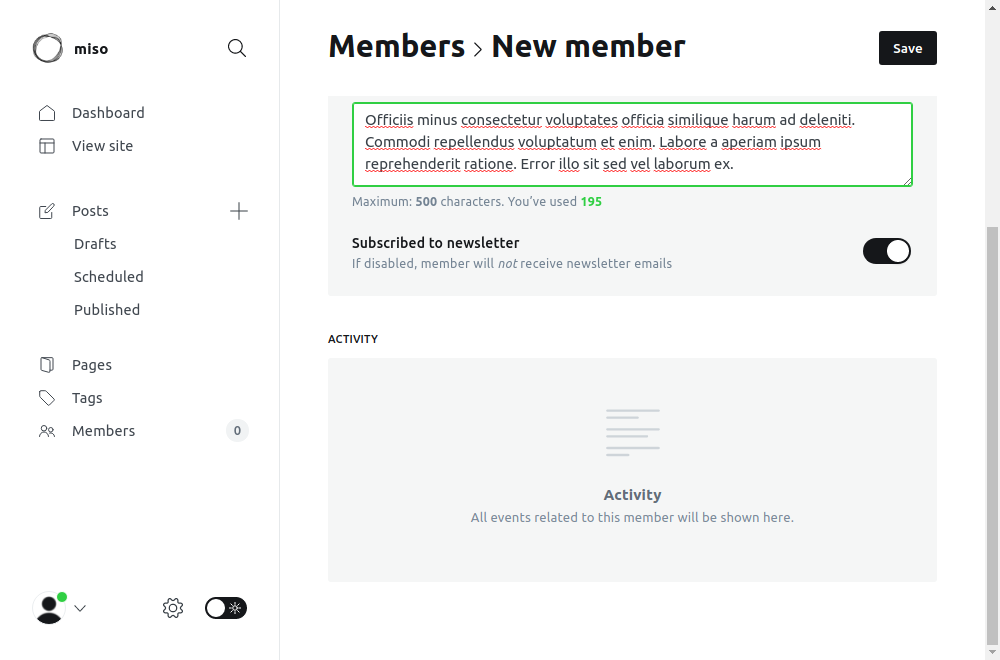 miso
Dashboard
View site
Posts
Drafts
Scheduled
Published
Pages
Tags
Members
0
Members > New member
Save
Officiis minus consectetur voluptates officia similique harum ad deleniti.
Commodi repellendus voluptatum et enim. Labore a aperiam ipsum
reprehenderit ratione. Error illo sit sed vel laborum ex.
Maximum: 500 characters. You've used 195
Subscribed to newsletter
If disabled, member will not receive newsletter emails
ACTIVITY
Activity
All events related to this member will be shown here.